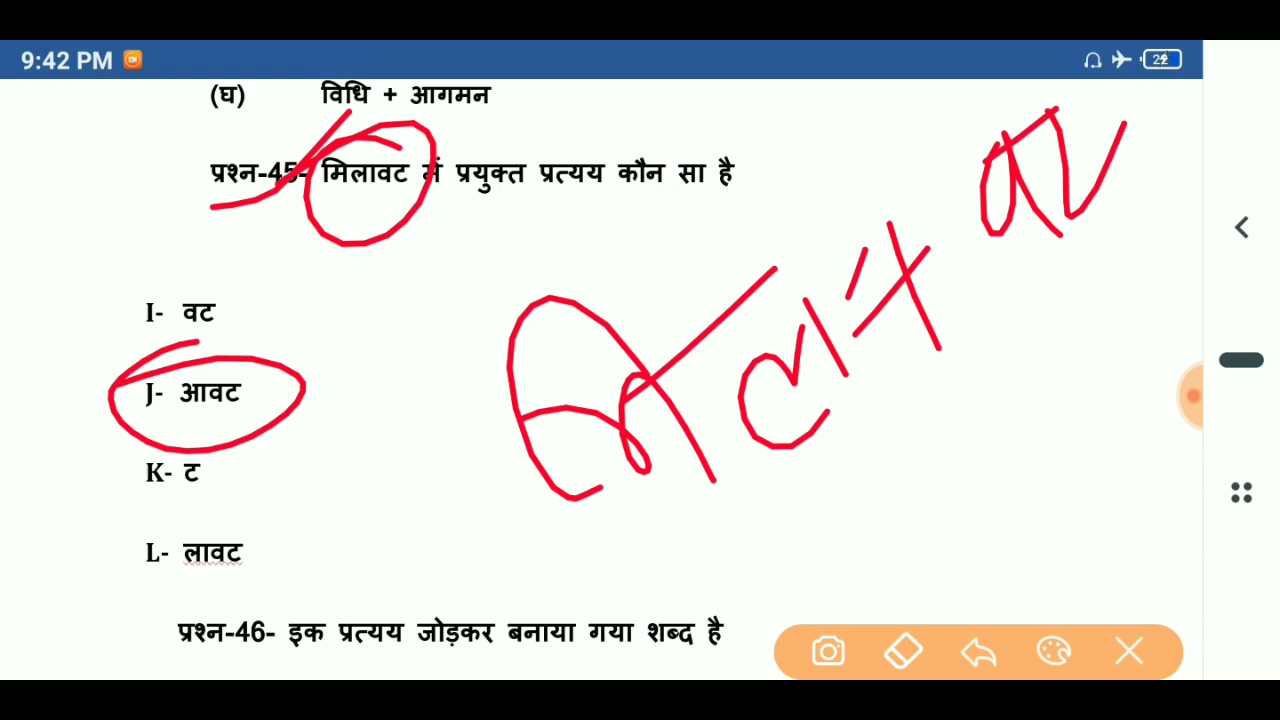 9:42 PM
22
(घ) विधि + आगमन
प्रश्न-45- मिलावट में प्रयुक्त प्रत्यय कौन सा है
I- वट
J- आवट
K- ट
L- लावट
प्रश्न-46- इक प्रत्यय जोड़कर बनाया गया शब्द है